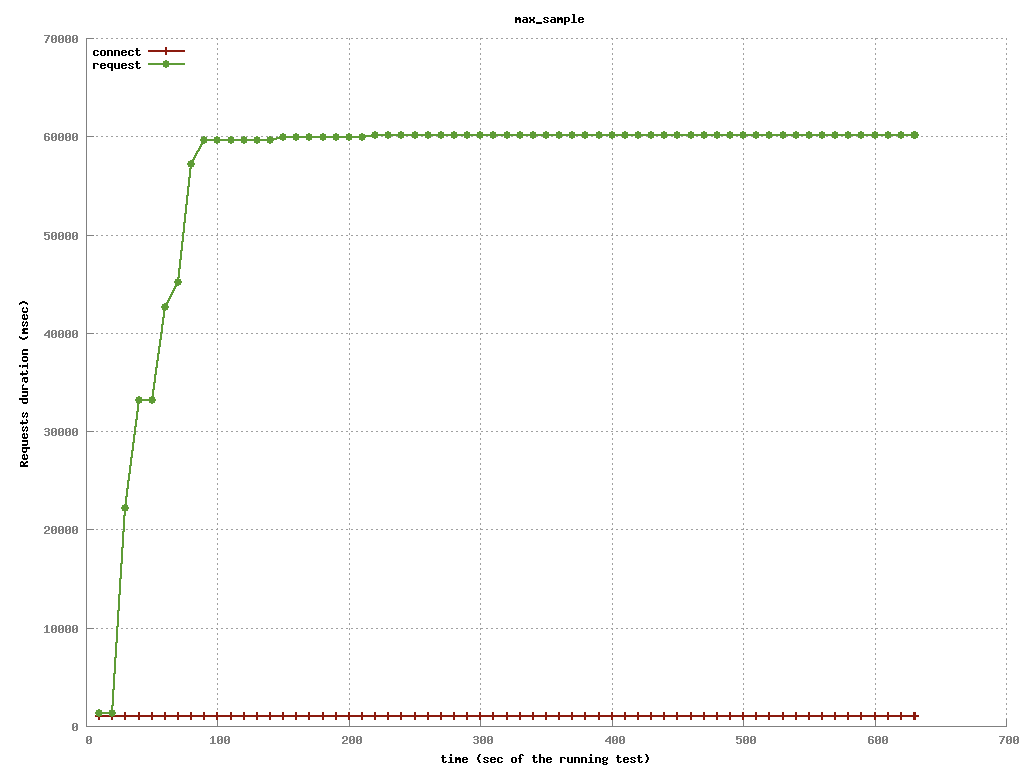 max_sample
connect
request
70000
60000
50000
40000
30000
20000
10000
0
Requests duration (msec)
0 100 200 300 400 500 600 700
time (sec of the running test)